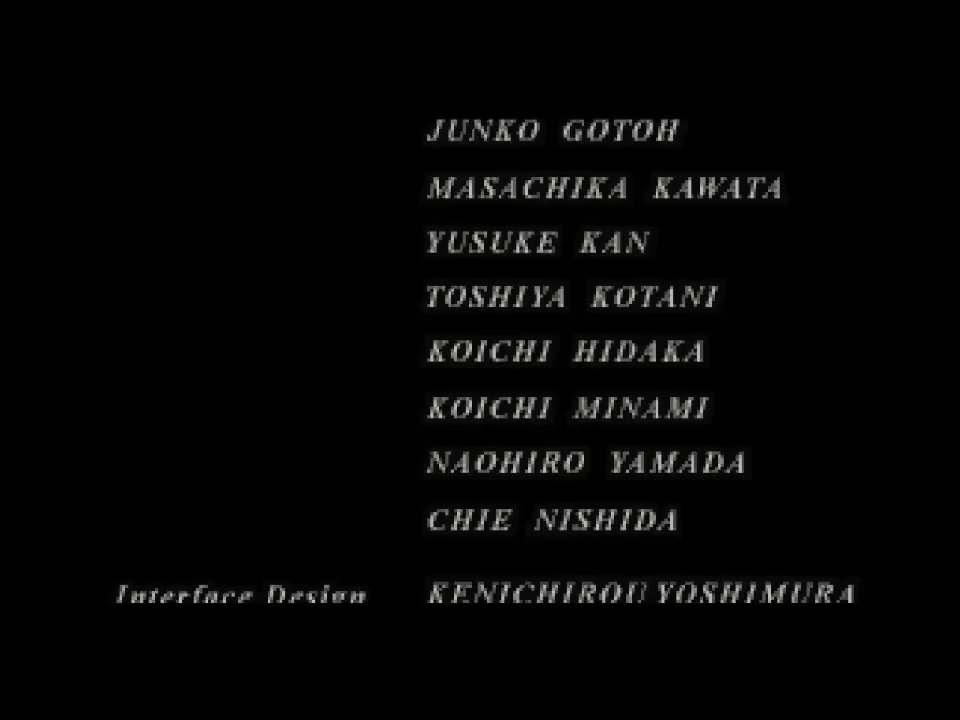 JUNKO GOTOH
MASACHIKA KAWATA
YUSUKE KAN
TOSHIYA KOTANI
KOICHI HIDAKA
KOICHI MINAMI
NAOHIRO YAMADA
CHIE NISHIDA
Interface Design KENICHIROU YOSHIMURA